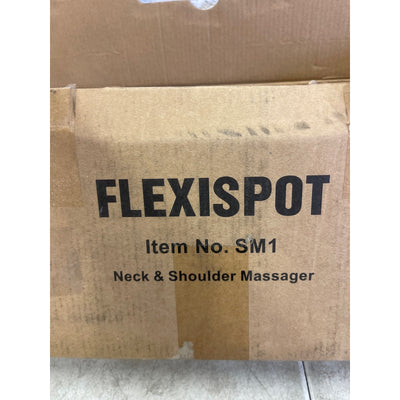 FLEXISPOT
Item No. SM1
Neck & Shoulder Massager